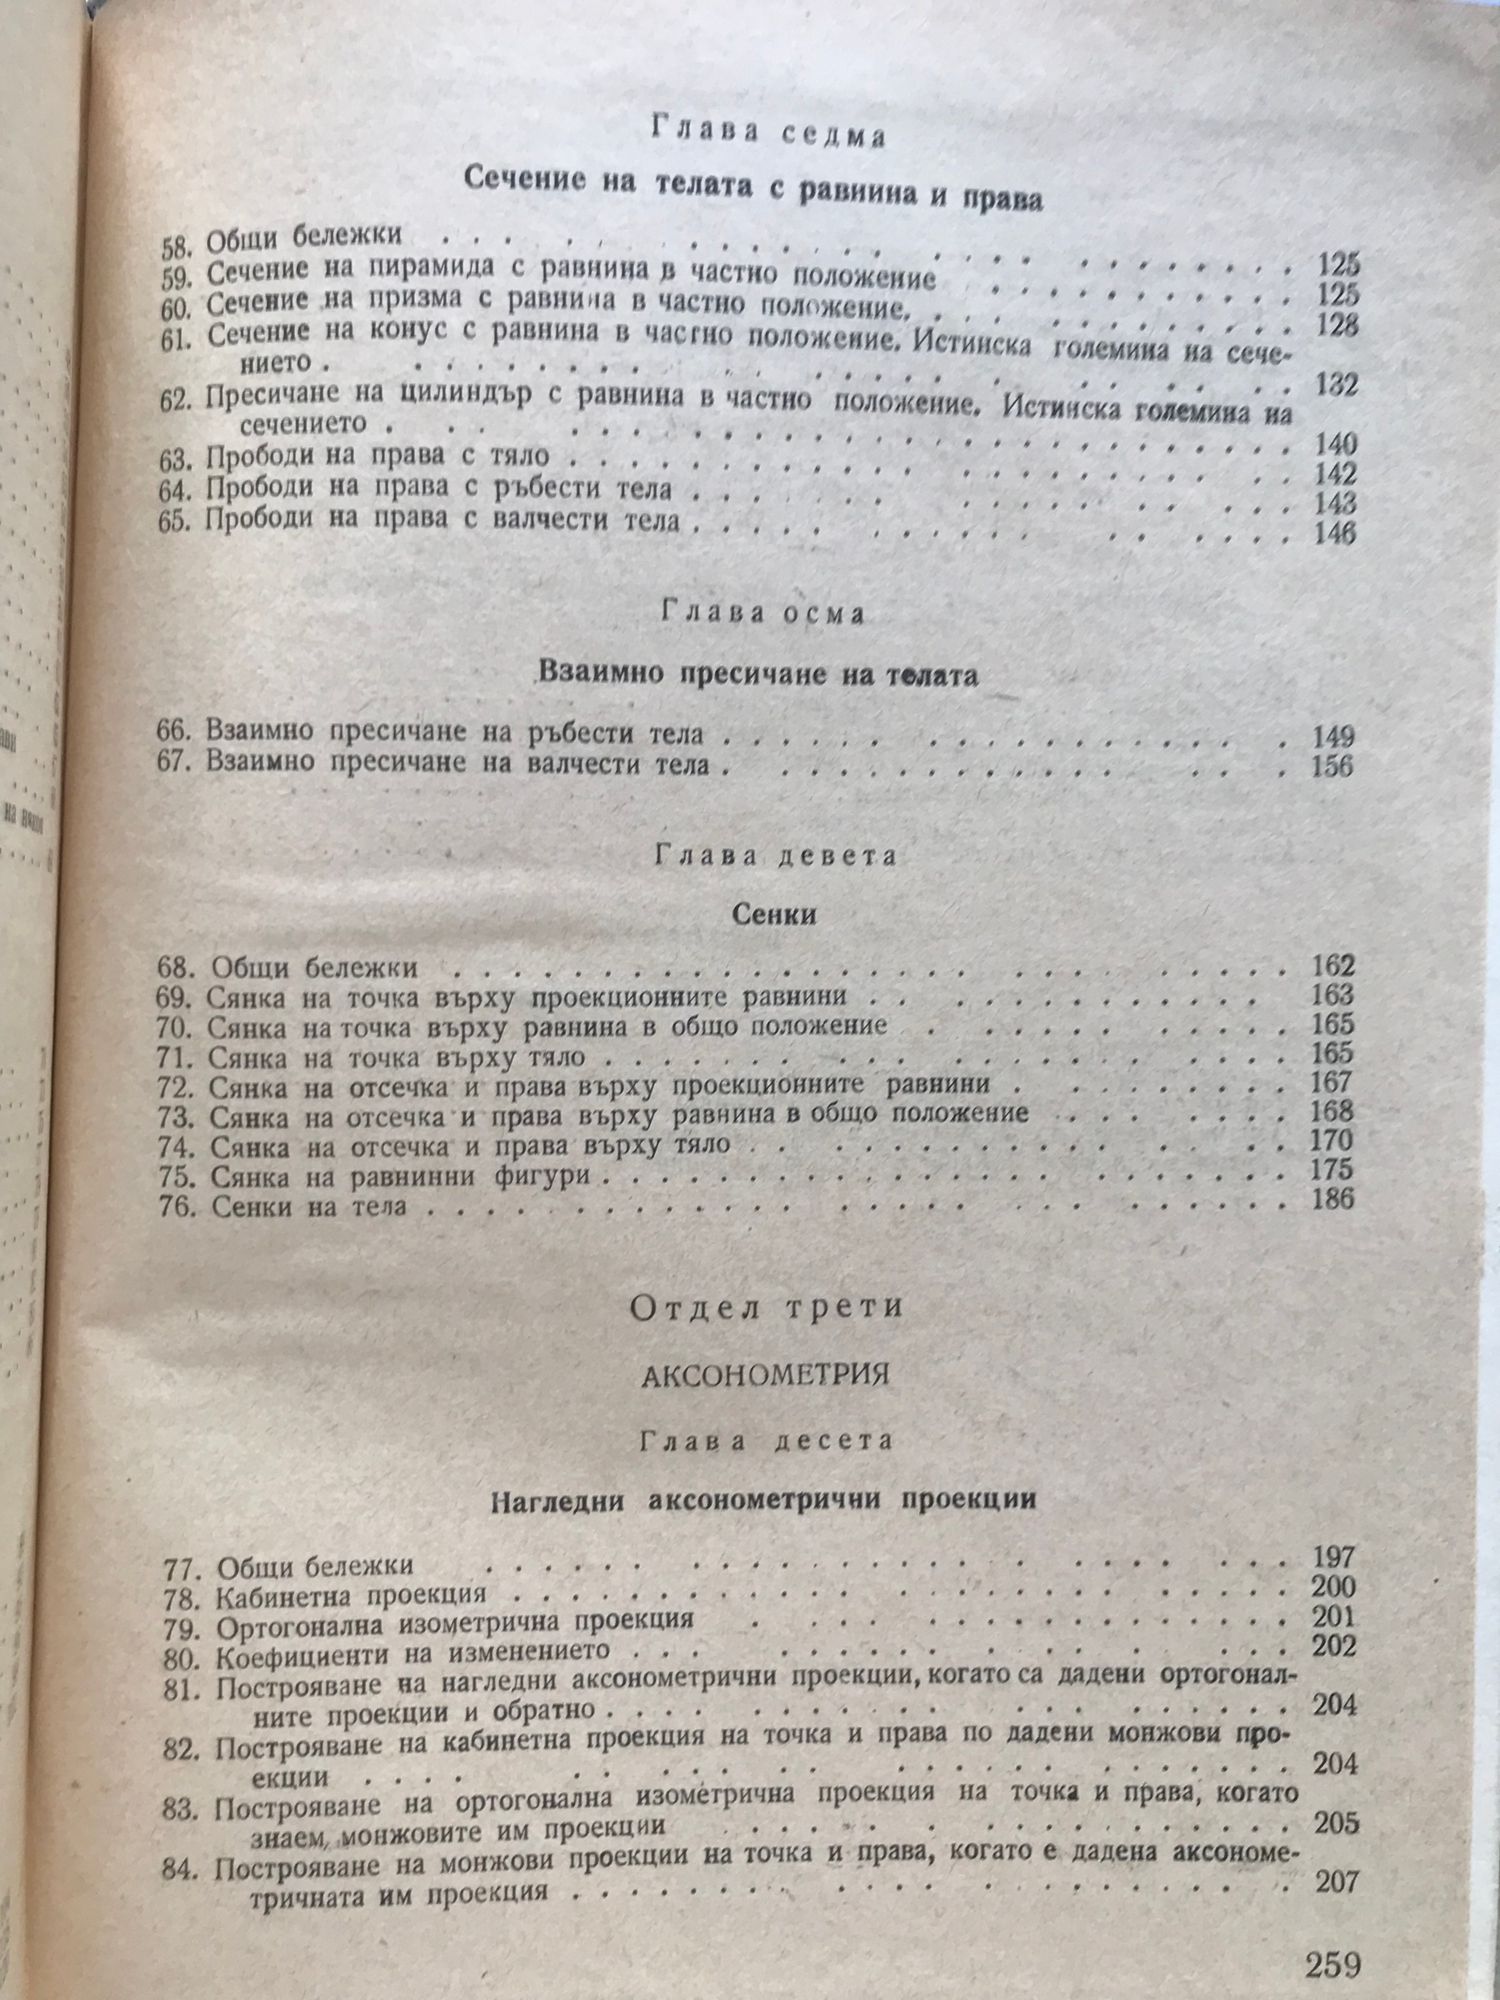 Глава седма
Сечение на телата с равнина и права
58. Общи бележки . . . . . . . . . . . . . . . . . . . . 125
59. Сечение на пирамида с равнина в частно положение . . . . . . . . . . 125
60. Сечение на призма с равнина в частно положение. . . . . . . . . . . . 128
61. Сечение на конус с равнина в частно положение. Истинска големина на сече-
нието . . . . . . . . . . . . . . . . . . . . 132
62. Пресичане на цилиндър с равнина в частно положение. Истинска големина на
сечението . . . . . . . . . . . . . . . . . . . . 140
63. Прободи на права с тяло . . . . . . . . . . . . . . . . . . . . 142
64. Прободи на права с ръбести тела . . . . . . . . . . . . . . . . 143
65. Прободи на права с валчести тела . . . . . . . . . . . . . . . . 146
Глава осма
Взаимно пресичане на телата
66. Взаимно пресичане на ръбести тела . . . . . . . . . . . . . . . . 149
67. Взаимно пресичане на валчести тела . . . . . . . . . . . . . . . . 156
Глава девета
Сенки
68. Общи бележки . . . . . . . . . . . . . . . . . . . . 162
69. Сянка на точка върху проекционните равнини . . . . . . . . . . . . 163
70. Сянка на точка върху равнина в общо положение . . . . . . . . . . . . 165
71. Сянка на точка върху тяло . . . . . . . . . . . . . . . . . . . . 165
72. Сянка на отсечка и права върху проекционните равнини . . . . . . . . . 167
73. Сянка на отсечка и права върху равнина в общо положение . . . . . . . . 168
74. Сянка на отсечка и права върху тяло . . . . . . . . . . . . . . . . 170
75. Сянка на равнинни фигури . . . . . . . . . . . . . . . . . . . . 175
76. Сенки на тела . . . . . . . . . . . . . . . . . . . . 186
Отдел трети
АКСОНОМЕТРИЯ
Глава десета
Нагледни аксонометрични проекции
77. Общи бележки . . . . . . . . . . . . . . . . . . . . 197
78. Кабинетна проекция . . . . . . . . . . . . . . . . . . . . 200
79. Ортогонална изометрична проекция . . . . . . . . . . . . . . . . 201
80. Коефициенти на изменението . . . . . . . . . . . . . . . . . . . . 202
81. Построяване на нагледни аксонометрични проекции, когато са дадени ортогонал-
ните проекции и обратно . . . . . . . . . . . . . . . . . . . . 204
82. Построяване на кабинетна проекция на точка и права по дадени монжови про-
екции . . . . . . . . . . . . . . . . . . . . 204
83. Построяване на ортогонална изометрична проекция на точка и права, когато
знаем монжовите им проекции . . . . . . . . . . . . . . . . 205
84. Построяване на монжови проекции на точка и права, когато е дадена аксономе-
тричната им проекция . . . . . . . . . . . . . . . . . . . . 207
259